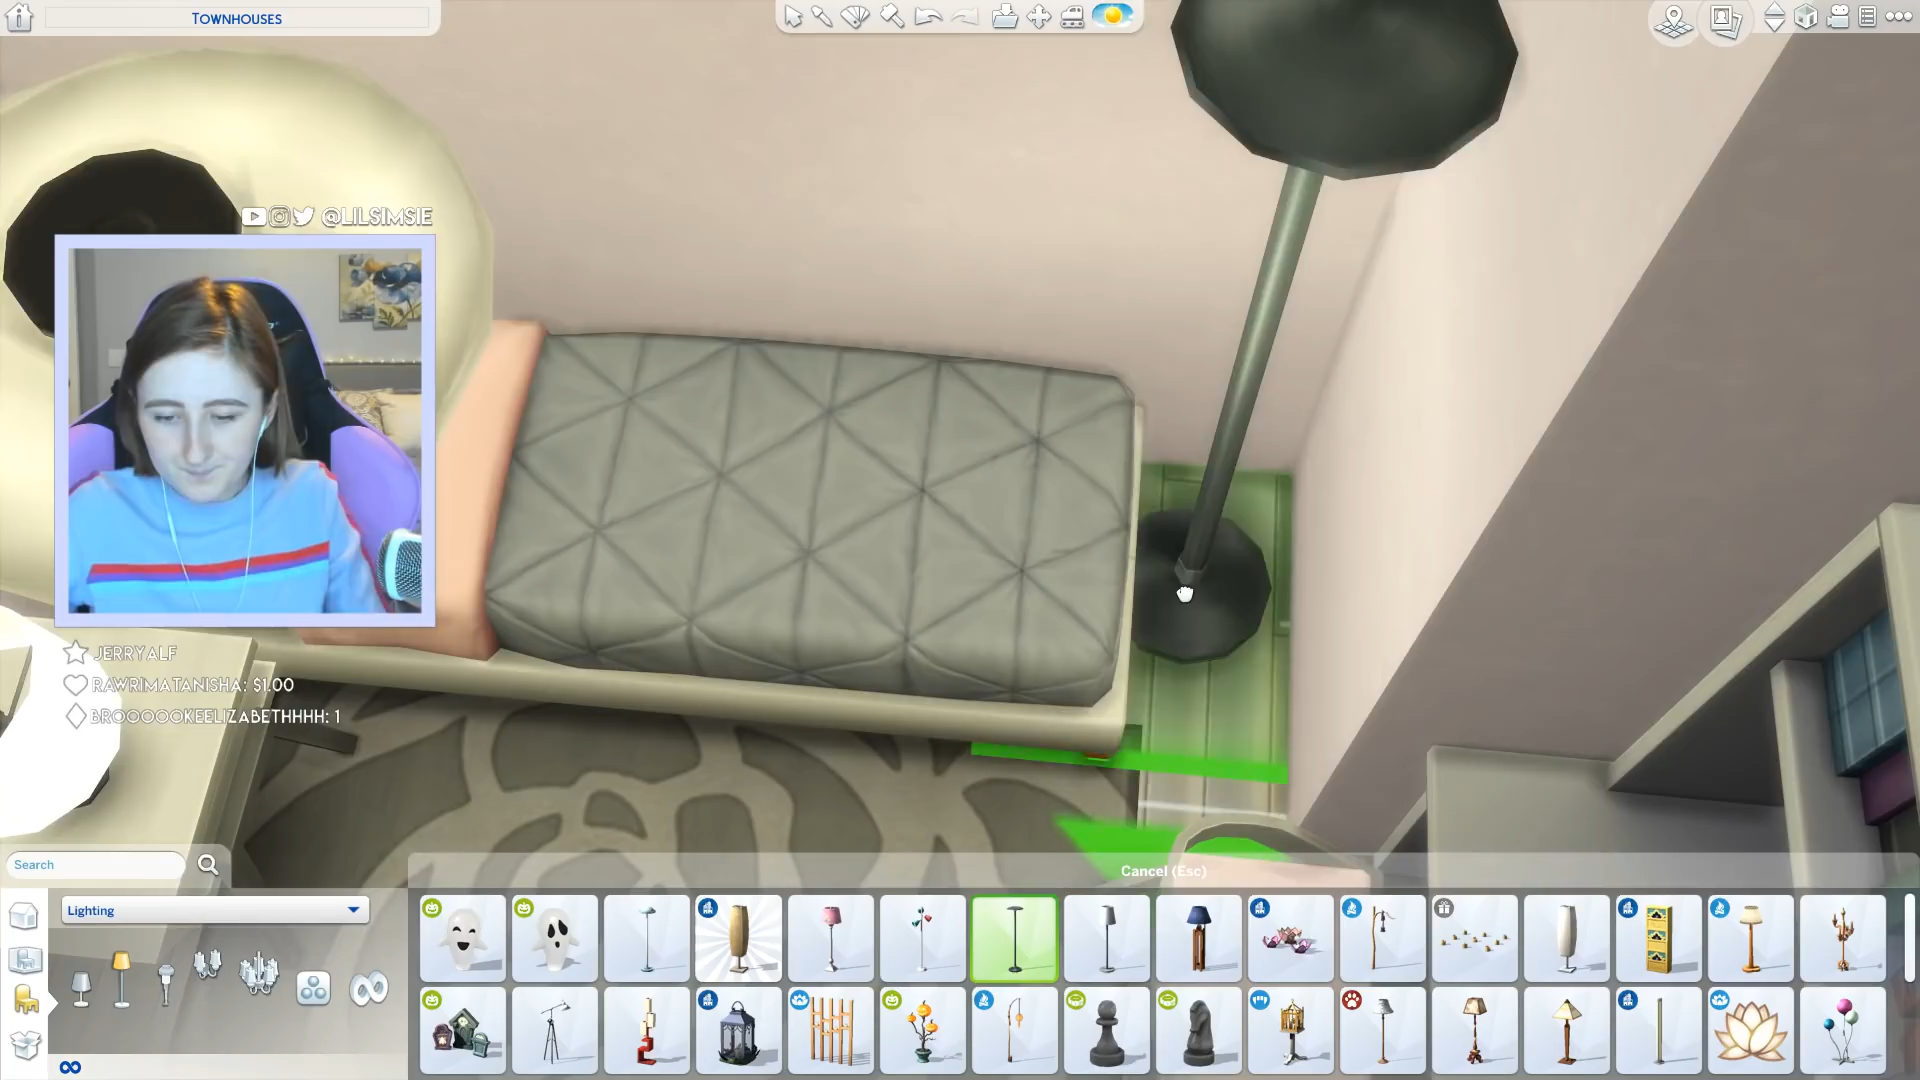 TOWNHOUSES
@LILSIMSIE
JERRYALF
RAWRIMATANISHA: $1.00
BROOOOOKEELIZABETHHHH: 1
Search
Cancel (Esc)
Lighting